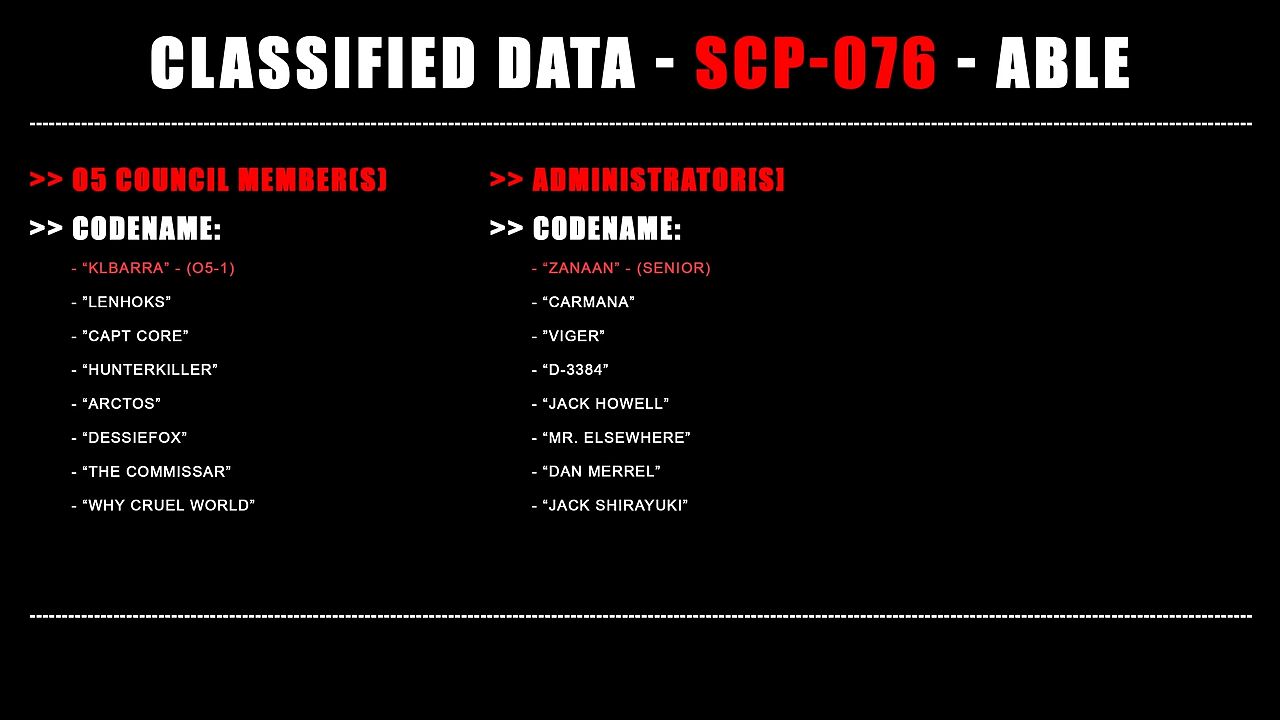 CLASSIFIED DATA - SCP-076 - ABLE
>> O5 COUNCIL MEMBER(S)
>> CODENAME:
- “KLBARRA” - (O5-1)
- ”LENHOKS”
- ”CAPT CORE”
- “HUNTERKILLER”
- “ARCTOS”
- “DESSIEFOX”
- “THE COMMISSAR”
- “WHY CRUEL WORLD”
>> ADMINISTRATOR[S]
>> CODENAME:
- “ZANAAN” - (SENIOR)
- “CARMANA”
- ”VIGER”
- “D-3384”
- “JACK HOWELL”
- “MR. ELSEWHERE”
- “DAN MERREL”
- “JACK SHIRAYUKI”